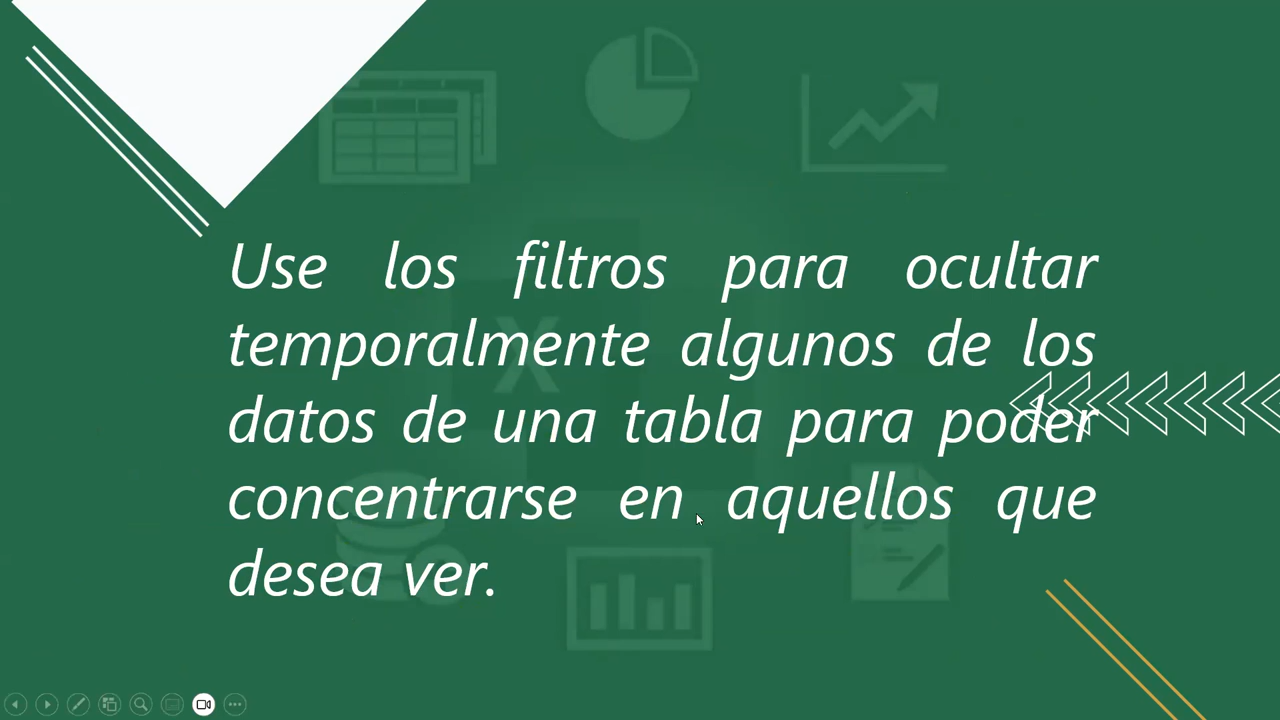 Use los filtros para ocultar
temporalmente algunos de los
datos de una tabla para poder
concentrarse en aquellos que
desea ver.